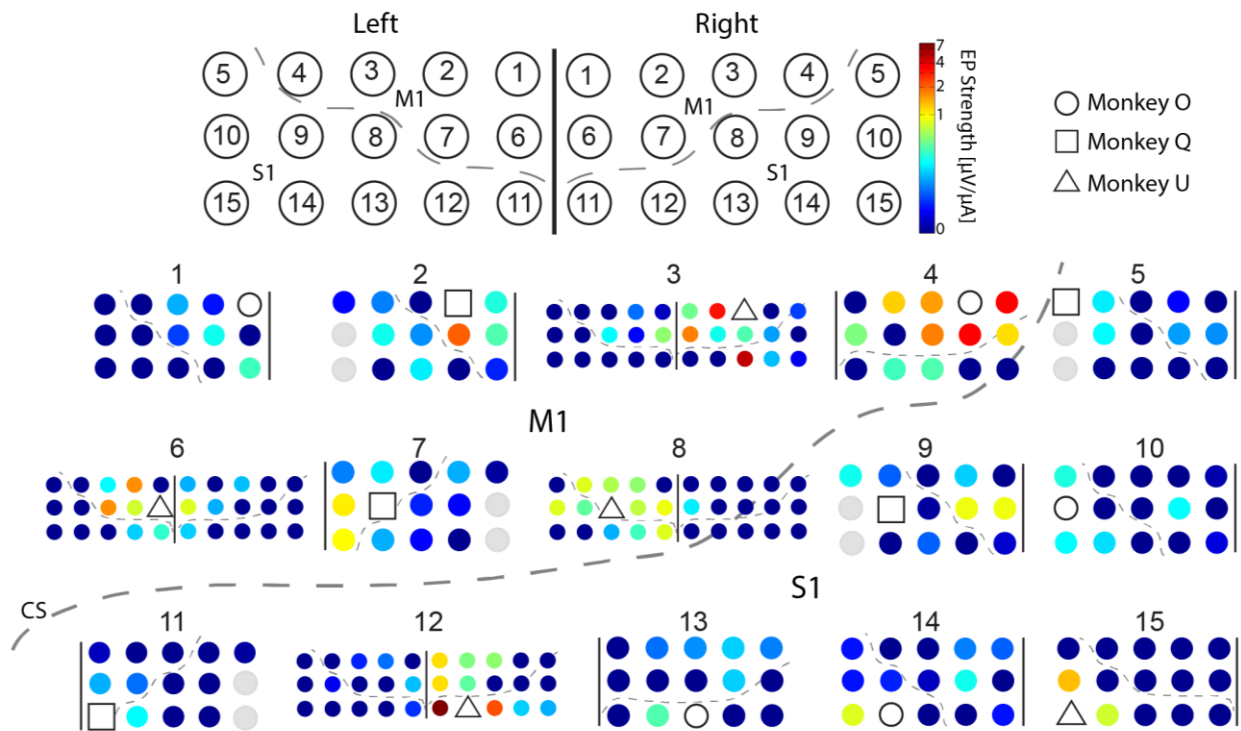 Left Right
5 4 3 2 1 1 2 3 4 5
M1 M1
10 9 8 7 6 6 7 8 9 10
S1 S1
15 14 13 12 11 11 12 13 14 15
7
4
2
1
0
EP Strength [µV/µA]
Monkey O
Monkey Q
Monkey U
1 2 3 4 5
M1
6 7 8 9 10
CS S1
11 12 13 14 15